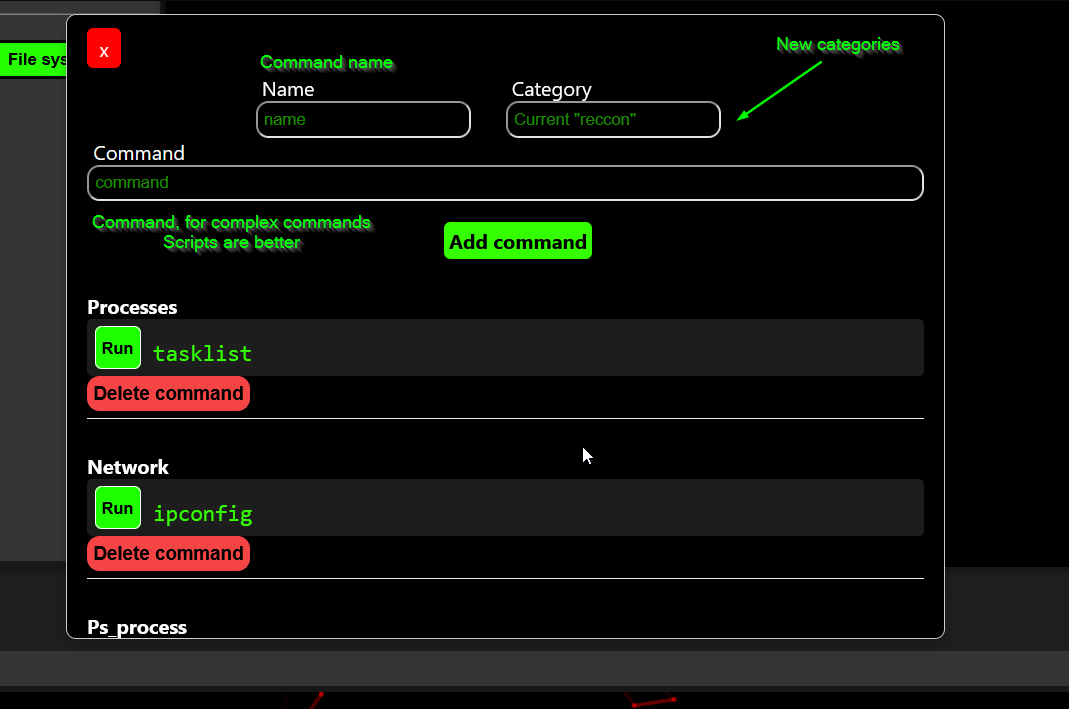 x
New categories
File sys
Command name
Name
Category
name
Current "reccon"
Command
command
Command, for complex commands
Scripts are better
Add command
Processes
Run
tasklist
Delete command
Network
Run
ipconfig
Delete command
Ps_process